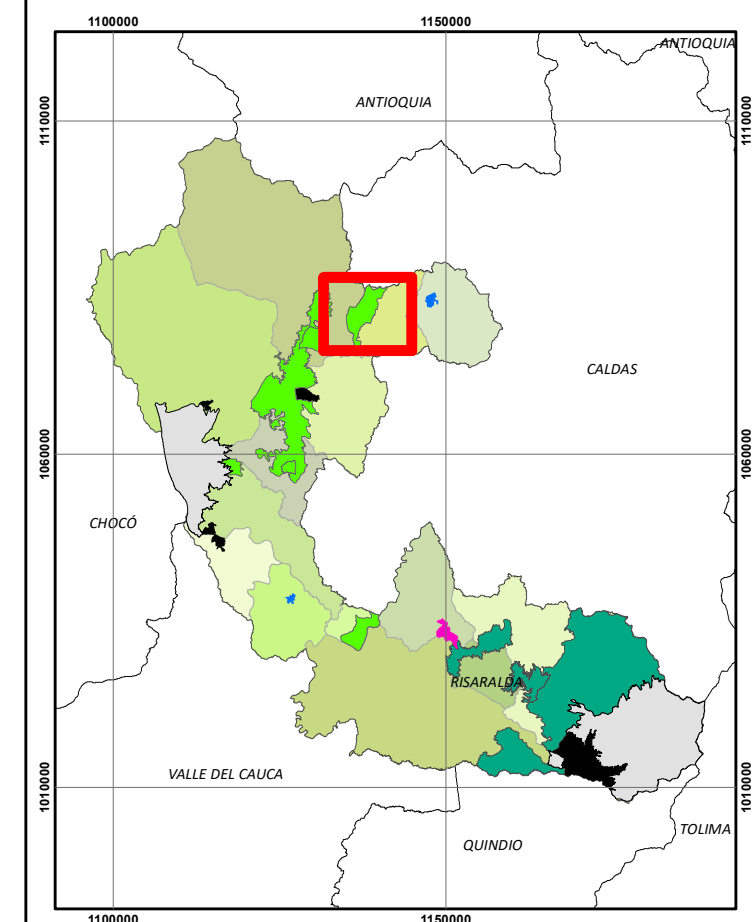 1100000 1150000
ANTIOQUIA
ANTIOQUIA
1110000 1110000
CALDAS
1060000 1060000
CHOCÓ
RISARALDA
VALLE DEL CAUCA
1010000 1010000
TOLIMA
QUINDIO
1100000 1150000